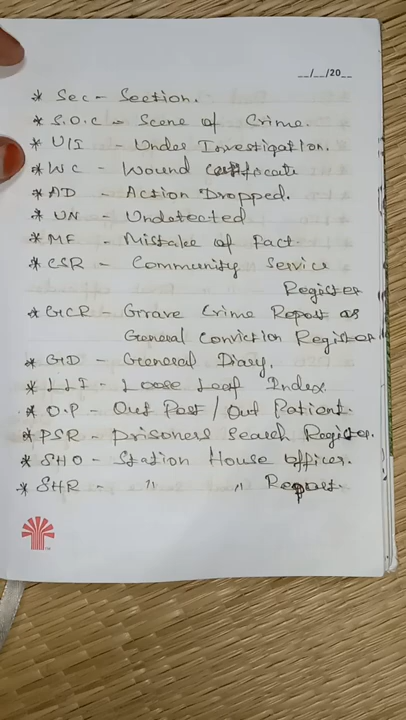 __/__/20__
* Sec - Section.
* S.O.C - Scene of Crime.
* U/I - Under Investigation.
* WC - Wound Certificate
* AD - Action Dropped.
* UN - Undetected
* MF - Mistake of Fact.
* CSR - Community Service
Register
* GCR - Grave Crime Report as
General Conviction Register
* GD - General Diary.
* LLI - Loose Leaf Index
* O.P - Out Post / Out Patient.
* PSR - Prisoners Search Register.
* SHO - Station House Officer.
* SHR - " " Report.